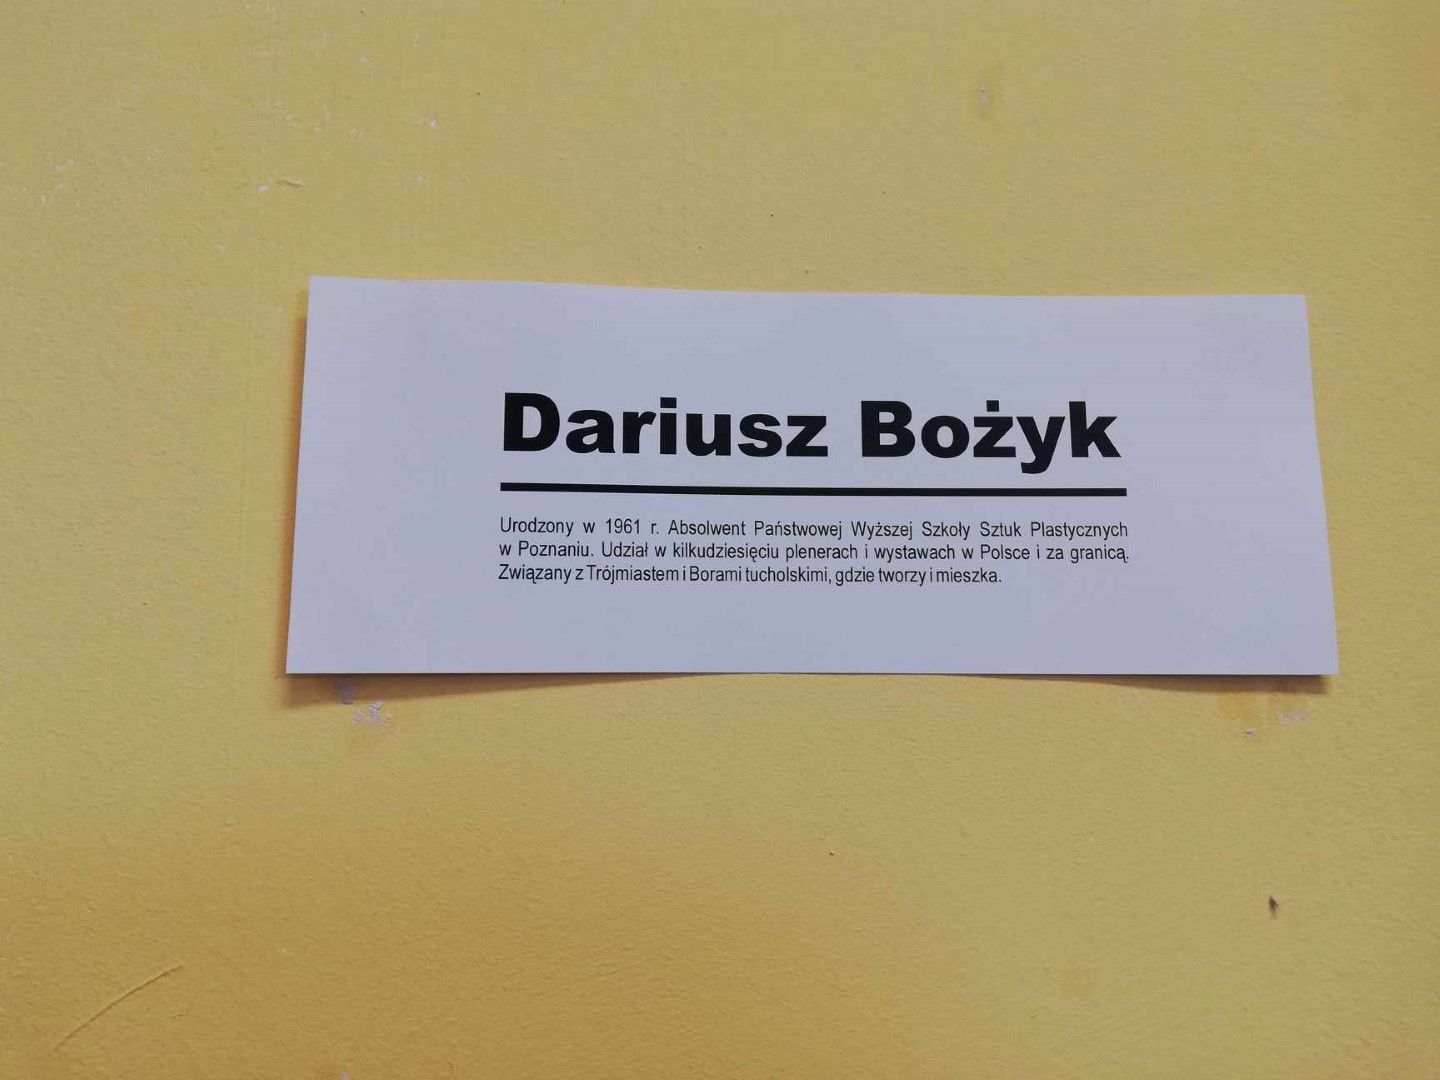 Dariusz Bożyk
Urodzony w 1961 r. Absolwent Państwowej Wyższej Szkoły Sztuk Plastycznych
w Poznaniu. Udział w kilkudziesięciu plenerach i wystawach w Polsce i za granicą.
Związany z Trójmiastem i Borami tucholskimi, gdzie tworzy i mieszka.